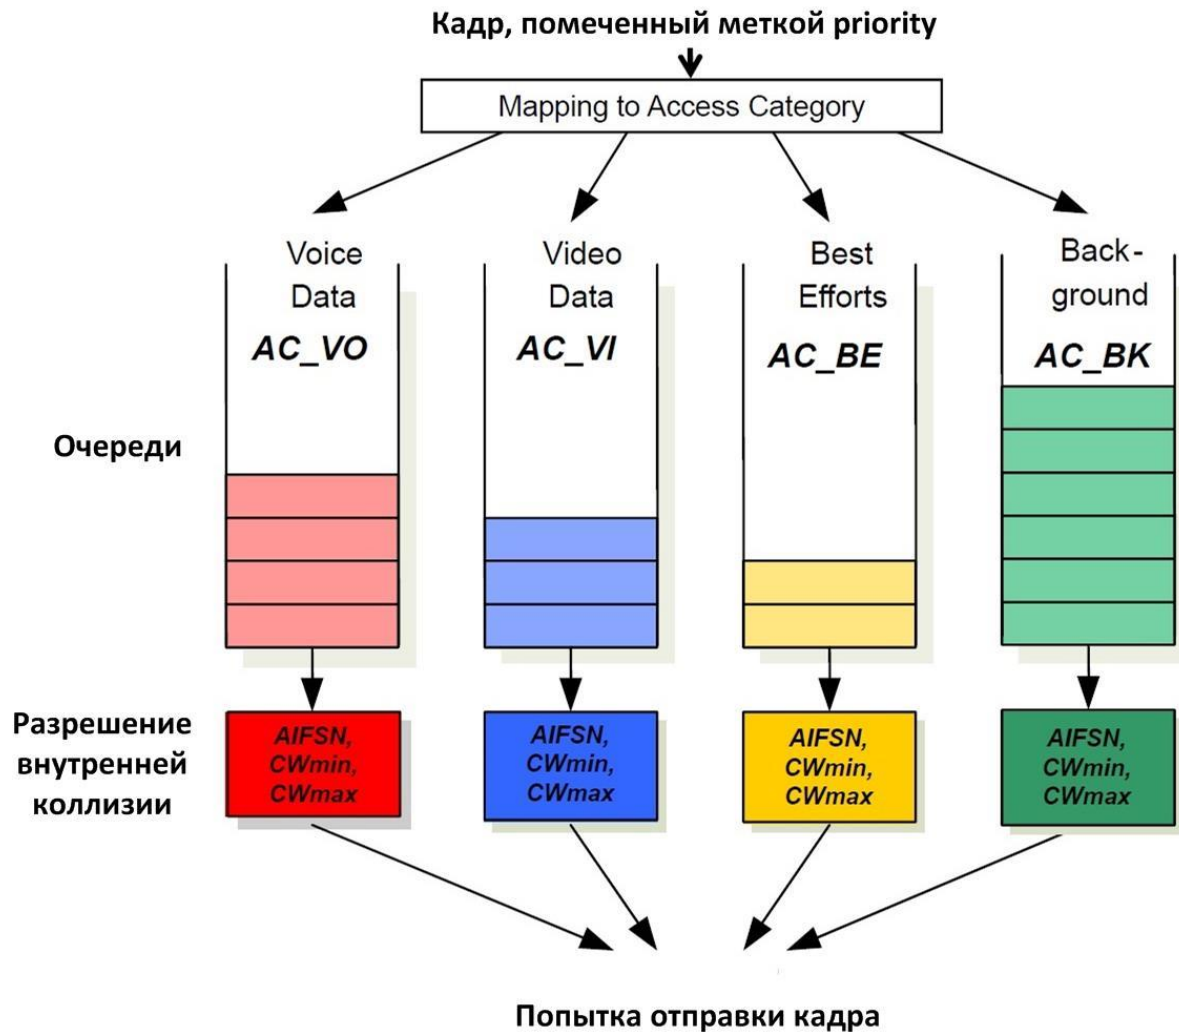 Кадр, помеченный меткой priority
Mapping to Access Category
Voice
Data
AC_VO
Video
Data
AC_VI
Best
Efforts
AC_BE
Back-
ground
AC_BK
Очереди
Разрешение
внутренней
коллизии
AIFSN,
CWmin,
CWmax
AIFSN,
CWmin,
CWmax
AIFSN,
CWmin,
CWmax
AIFSN,
CWmin,
CWmax
Попытка отправки кадра